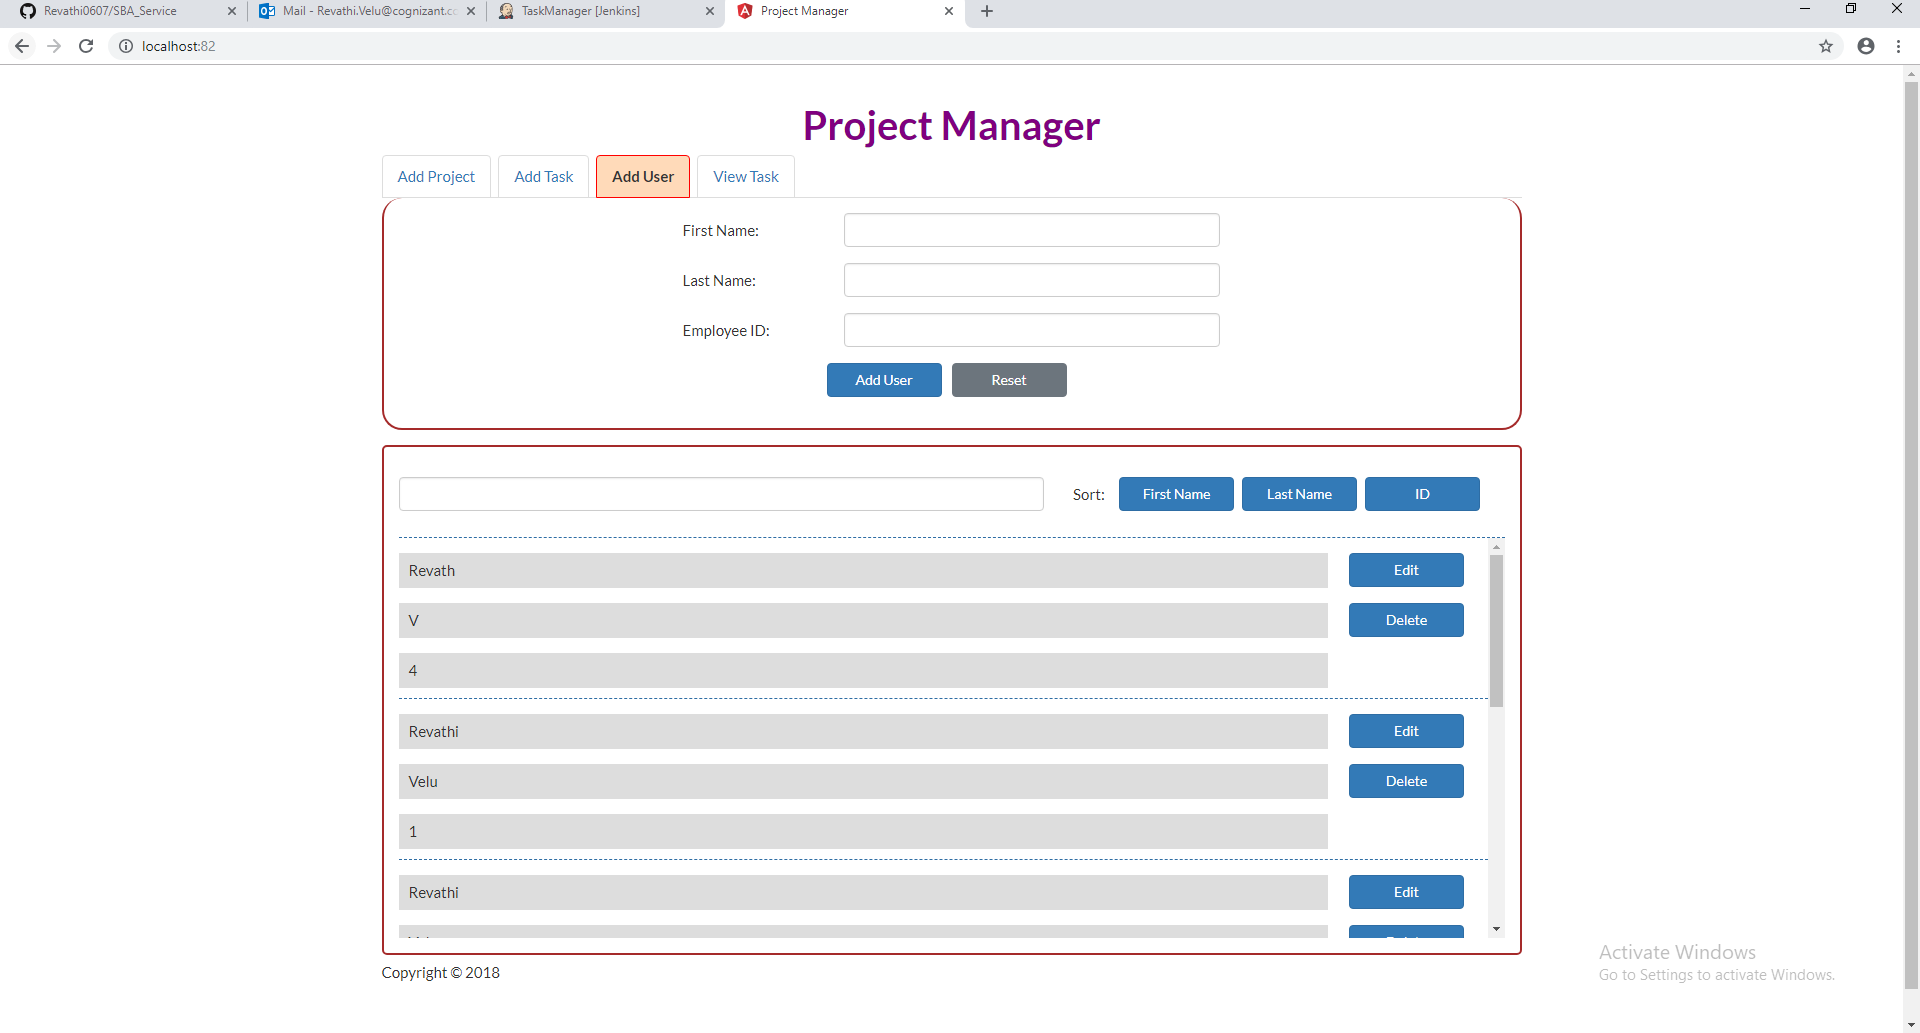 Revathi0607/SBA_Service
Mail - Revathi.Velu@cognizant.c
TaskManager [Jenkins]
Project Manager
localhost:82
Project Manager
Add Project
Add Task
Add User
View Task
First Name:
Last Name:
Employee ID:
Add User
Reset
Sort:
First Name
Last Name
ID
Revath
Edit
V
Delete
4
Revathi
Edit
Velu
Delete
1
Revathi
Edit
Copyright © 2018
Activate Windows
Go to Settings to activate Windows.